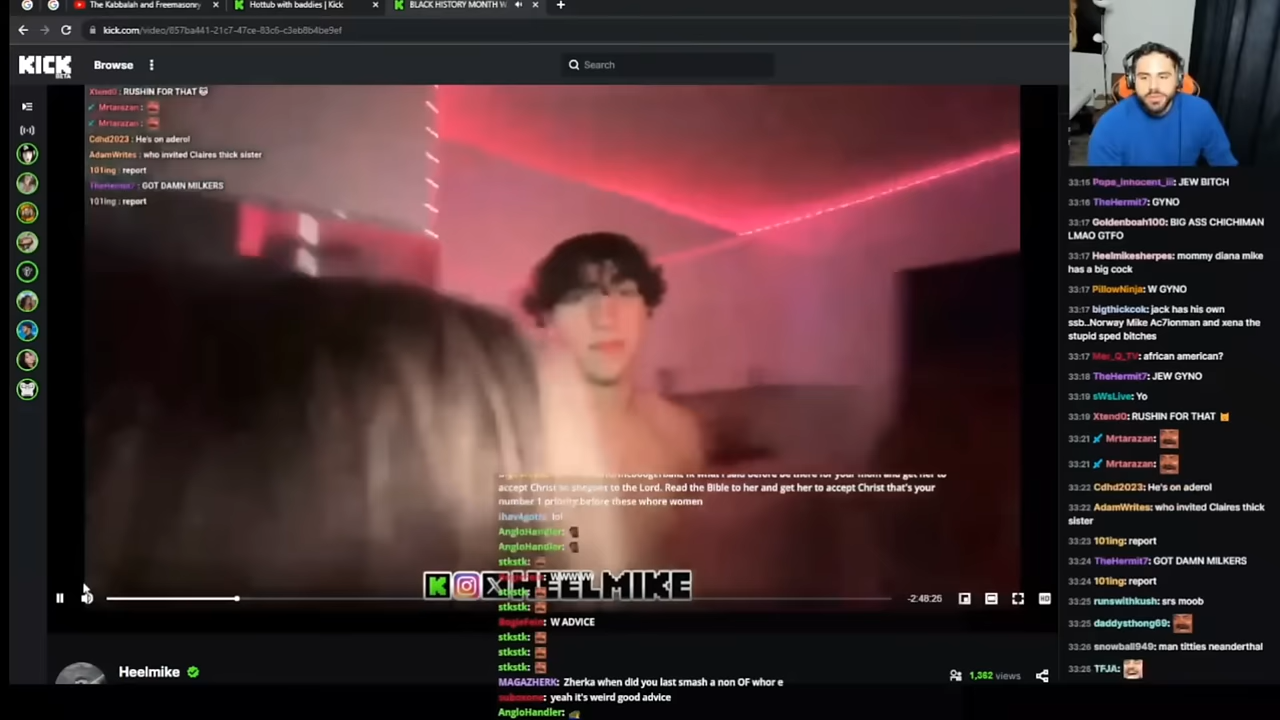 The Kabbalah and Freemasonry
Hottub with baddies | Kick
BLACK HISTORY MONTH W
kick.com/video/857ba441-21c7-47ce-83c6-c3eb8b4be9ef
KICK
BETA
Browse
Search
Xtend0: RUSHIN FOR THAT
Mrtarazan:
Mrtarazan:
Cdhd2023: He's on aderol
AdamWrites: who invited Claires thick sister
101ing: report
TheHermit7: GOT DAMN MILKERS
101ing: report
accept Christ
to the Lord. Read the Bible to her and get her to accept Christ that's your
number 1 priority before these whore women
lol
AngloHandler:
AngloHandler:
stkstk:
WWWWW
K X HEELMIKE
stkstk:
stkstk:
W ADVICE
stkstk:
stkstk:
stkstk:
MAGAZHERK: Zherka when did you last smash a non OF whor e
yeah it's weird good advice
AngloHandler:
-2:48:25
HD
Heelmike
1,362 views
33:16 Pops_innocent_iii: JEW BITCH
33:16 TheHermit7: GYNO
33:17 Goldenboah100: BIG ASS CHICHIMAN
LMAO GTFO
33:17 Heelmikesherpes: mommy diana mike
has a big cock
33:17 PillowNinja: W GYNO
33:17 bigthickcok: jack has his own
ssb..Norway Mike Ac7ionman and xena the
stupid sped bitches
33:17 Mer_Q_TV: african american?
33:18 TheHermit7: JEW GYNO
33:19 sWsLive: Yo
33:19 Xtend0: RUSHIN FOR THAT
33:21 Mrtarazan:
33:21 Mrtarazan:
33:22 Cdhd2023: He's on aderol
33:22 AdamWrites: who invited Claires thick
sister
33:23 101ing: report
33:24 TheHermit7: GOT DAMN MILKERS
33:24 101ing: report
33:25 runswithkush: srs moob
33:25 daddysthong69:
33:26 snowball949: man titties neanderthal
33:26 TFJA: